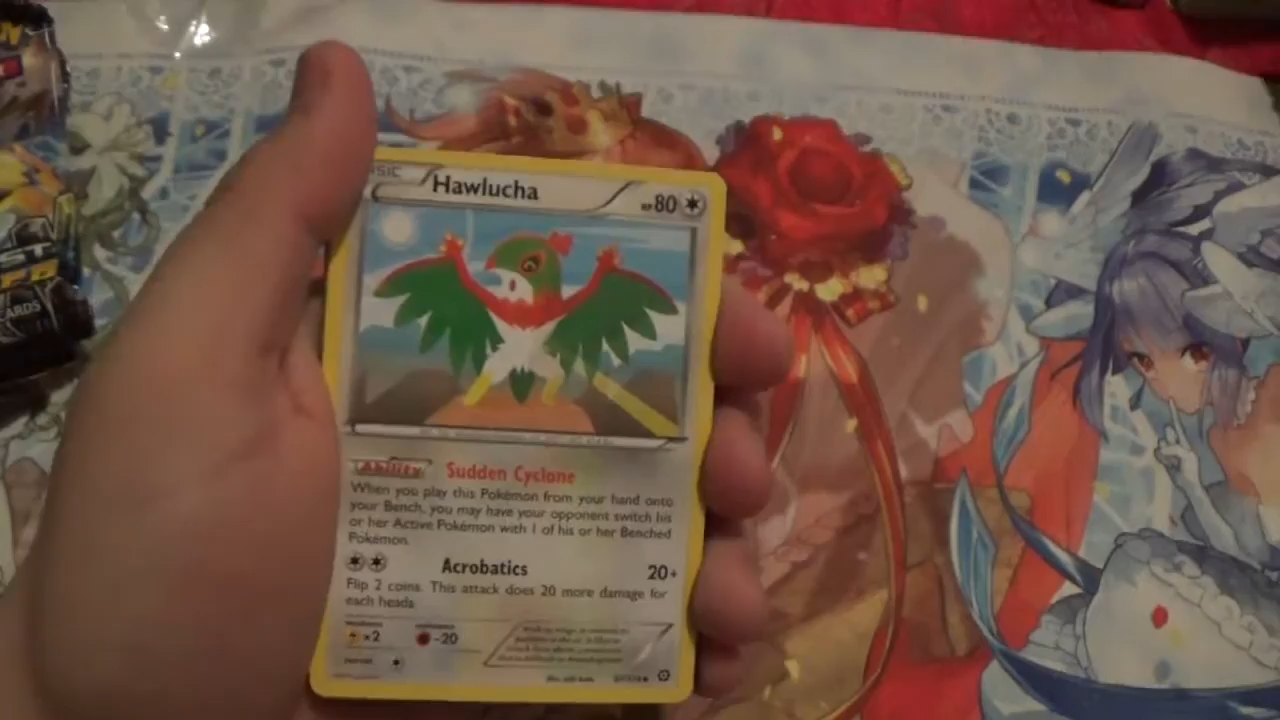 Hawlucha
HP80
Ability Sudden Cyclone
When you play this Pokémon from your hand onto
your Bench, you may have your opponent switch his
or her Active Pokémon with 1 of his or her Benched
Pokémon.
Acrobatics 20+
Flip 2 coins. This attack does 20 more damage for
each heads.
×2 -20
CARDS